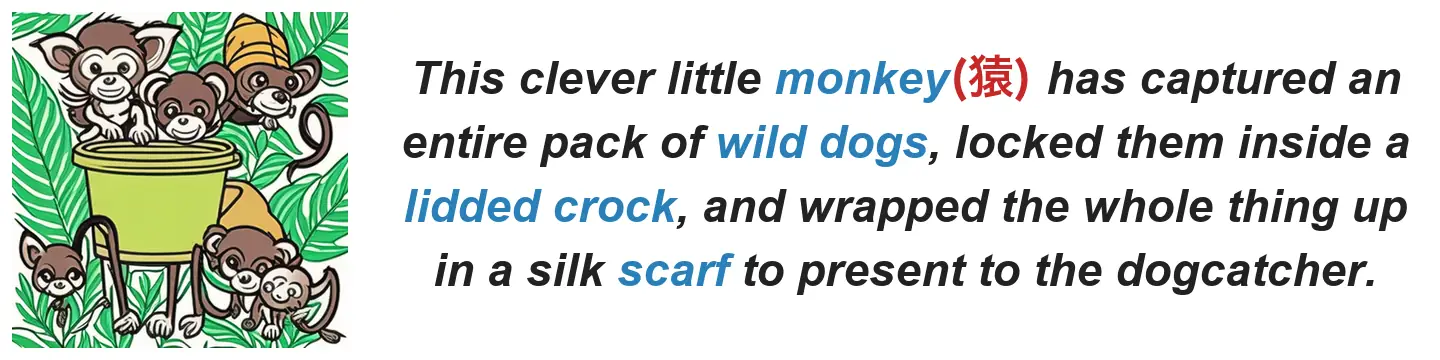 This clever little monkey(猿) has captured an
entire pack of wild dogs, locked them inside a
lidded crock, and wrapped the whole thing up
in a silk scarf to present to the dogcatcher.